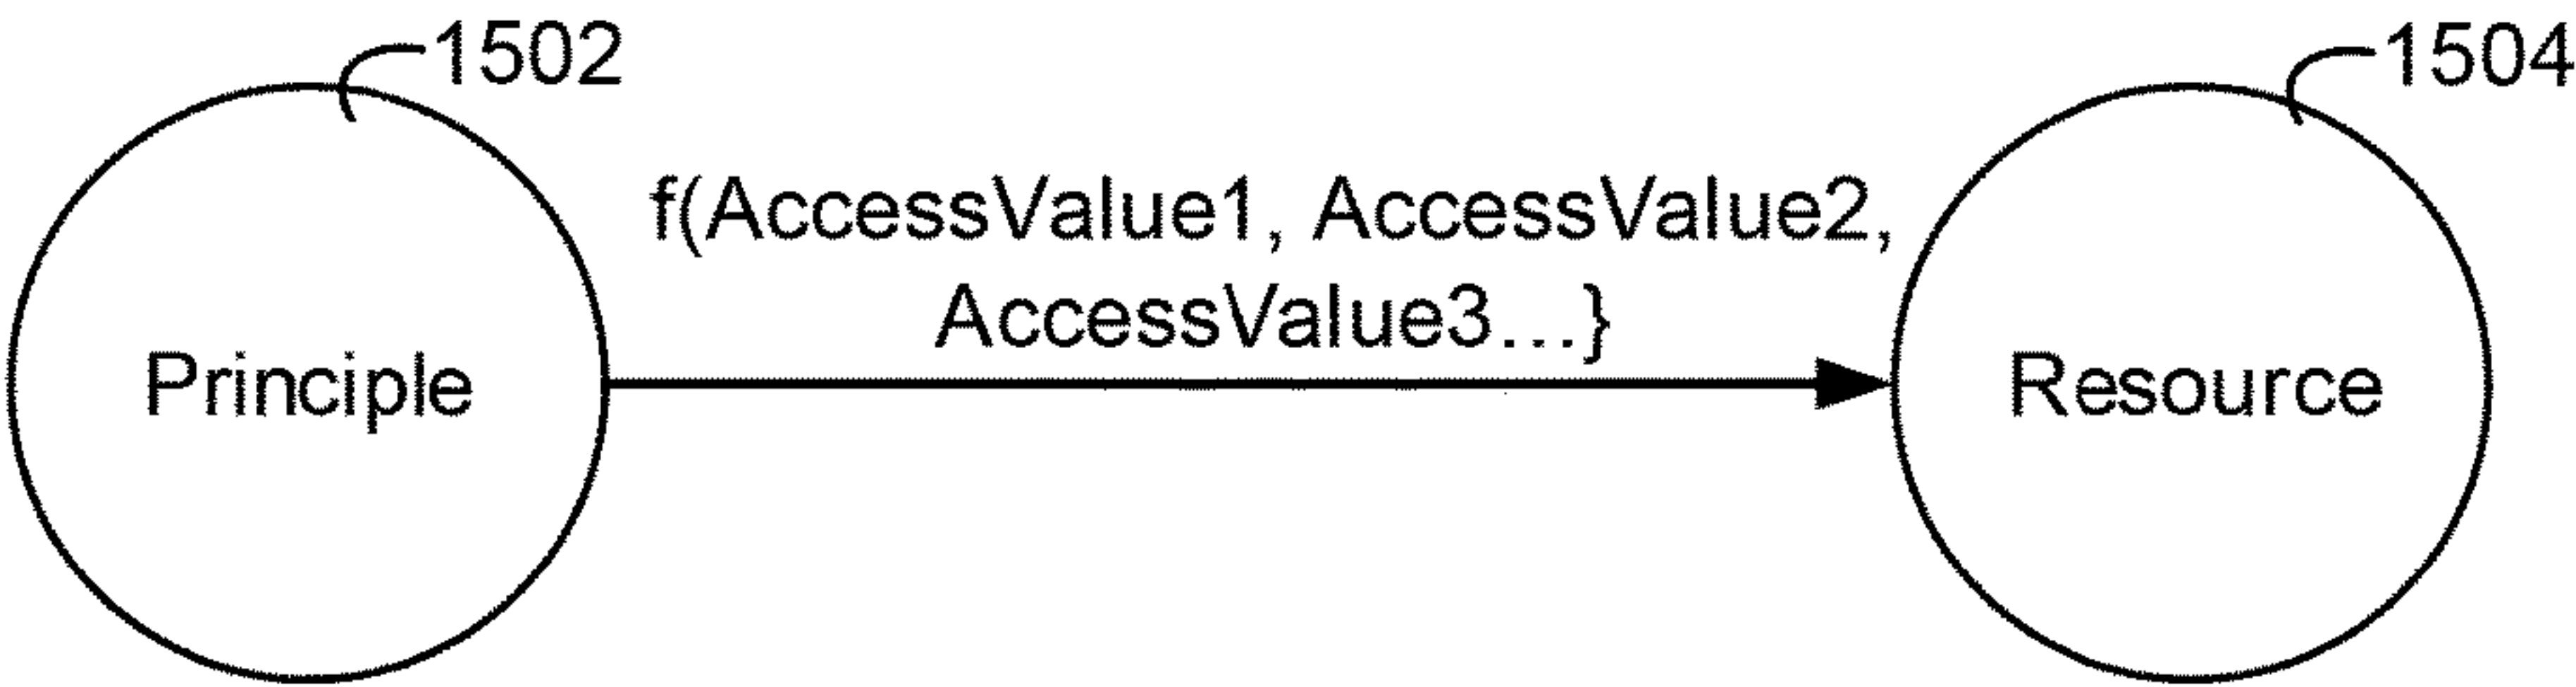 1502
1504
f(AccessValue1, AccessValue2,
AccessValue3...}
Principle
Resource